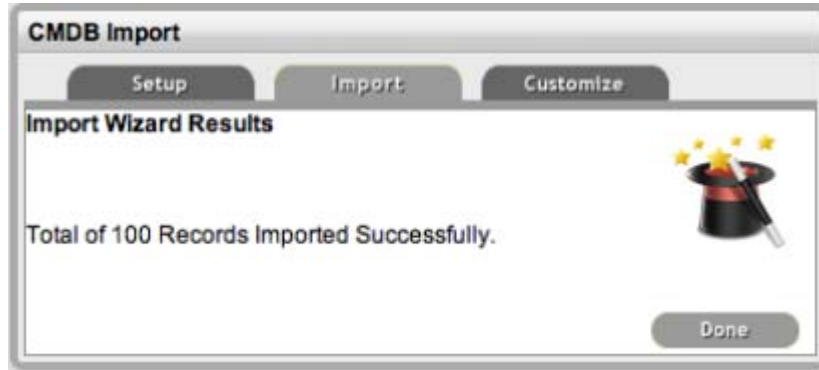 CMDB Import
Setup Import Customize
Import Wizard Results
Total of 100 Records Imported Successfully.
Done